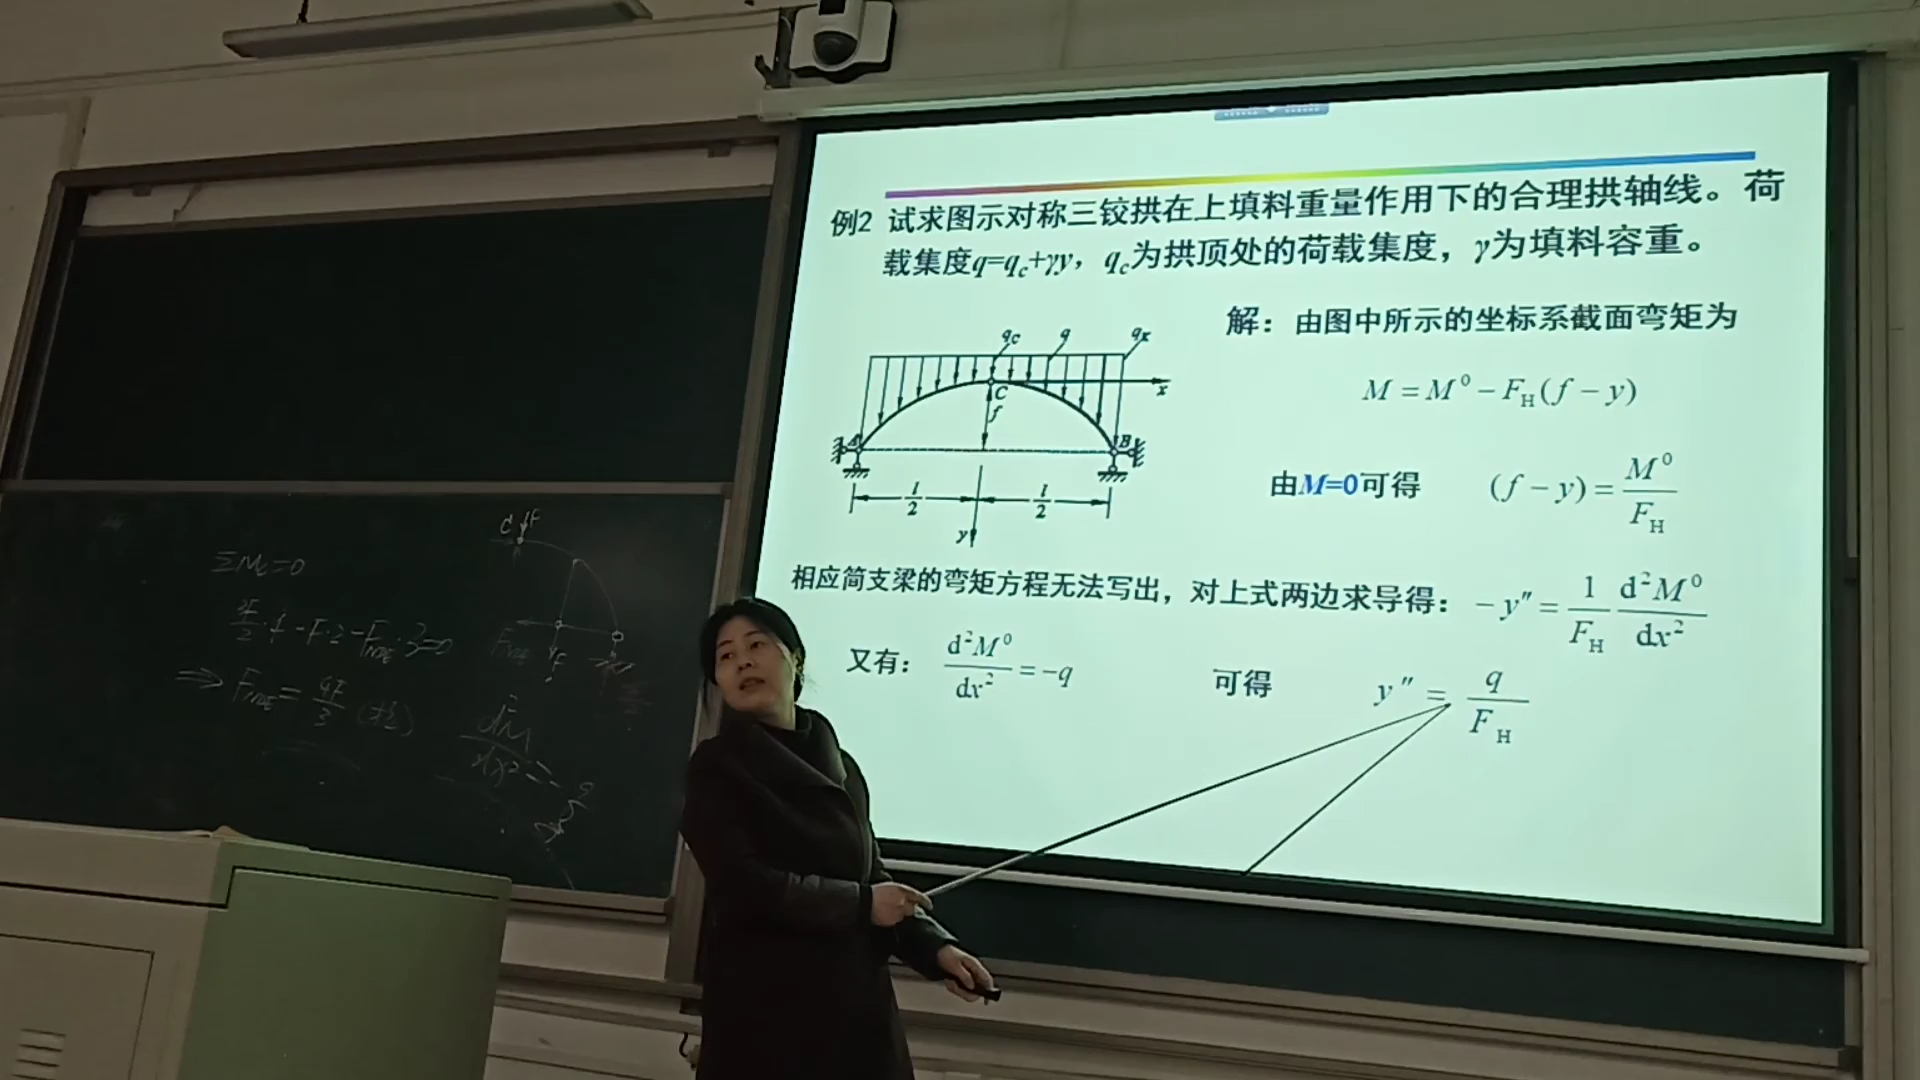 例2 试求图示对称三铰拱在上填料重量作用下的合理拱轴线。荷
载集度q=qc+γy，qc为拱顶处的荷载集度，γ为填料容重。
解：由图中所示的坐标系截面弯矩为
qC q qK
C x
f
A B
l/2 l/2
y
M = M⁰ − F_H(f − y)
由M=0可得 (f − y) = M⁰/F_H
相应简支梁的弯矩方程无法写出，对上式两边求导得： −y″ = 1/F_H d²M⁰/dx²
又有： d²M⁰/dx² = −q 可得 y″ = q/F_H
C F
ΣMc=0